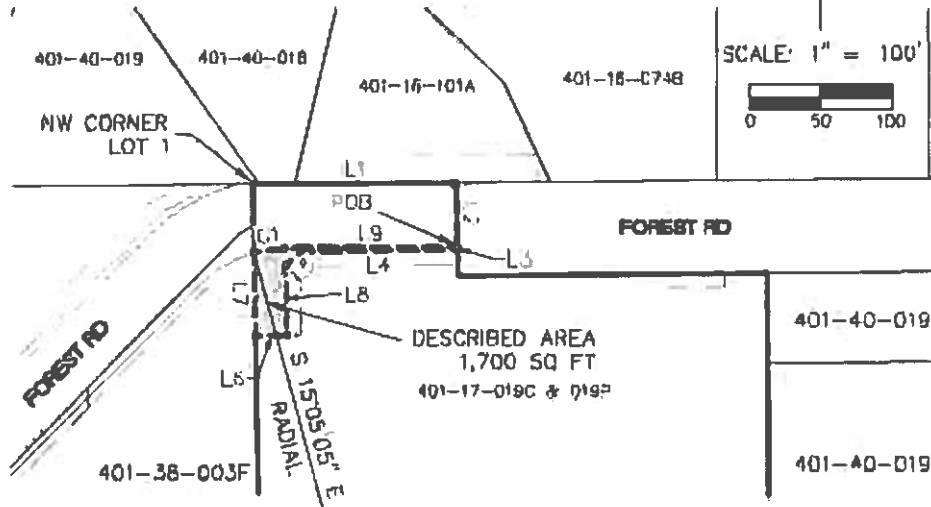 401-40-019
401-40-018
401-16-101A
401-16-074B
SCALE: 1" = 100'
0 50 100
NW CORNER
LOT 1
L1
POB
L9
C1
L4
L3
FOREST RD
L7
L8
DESCRIBED AREA
1,700 SQ FT
401-17-019C & 019P
L6
S 15°05'05" E
RADIAL
FOREST RD
401-38-003F
401-40-019
401-40-019